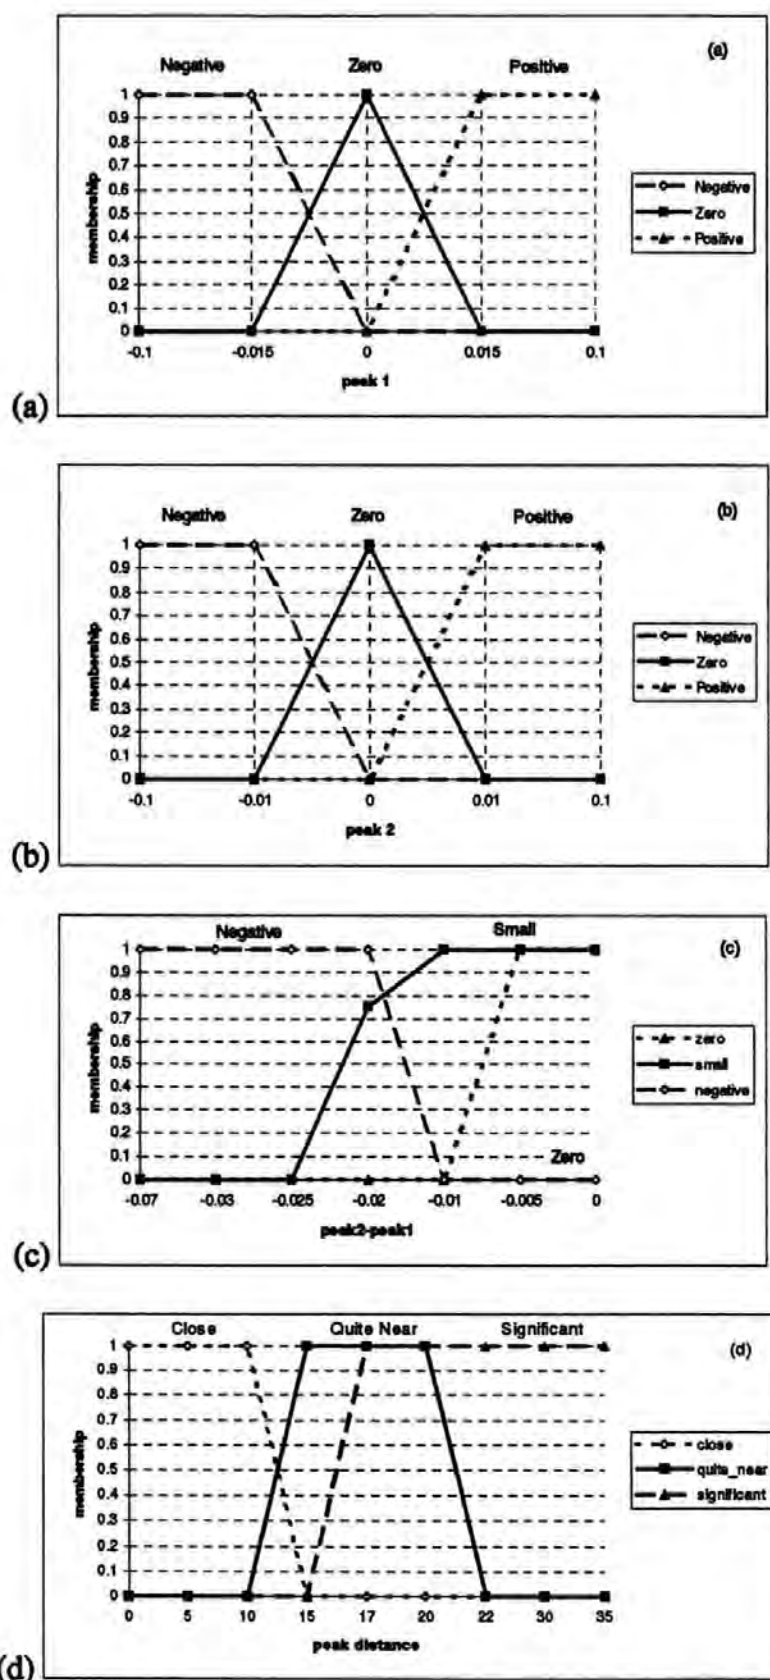 (a)
Negative Zero Positive
1
0.9
0.8
0.7
0.6
0.5
0.4
0.3
0.2
0.1
0
membership
-0.1 -0.015 0 0.015 0.1
peak 1
Negative
Zero
Positive
(a)
(b)
Negative Zero Positive
1
0.9
0.8
0.7
0.6
0.5
0.4
0.3
0.2
0.1
0
membership
-0.1 -0.01 0 0.01 0.1
peak 2
Negative
Zero
Positive
(b)
Negative Small
(c)
1
0.9
0.8
0.7
0.6
0.5
0.4
0.3
0.2
0.1
0
membership
Zero
-0.07 -0.03 -0.025 -0.02 -0.01 -0.005 0
peak2-peak1
zero
small
negative
(c)
Close Quite Near Significant
(d)
1
0.9
0.8
0.7
0.6
0.5
0.4
0.3
0.2
0.1
0
membership
0 5 10 15 17 20 22 30 35
peak distance
close
quite_near
significant
(d)